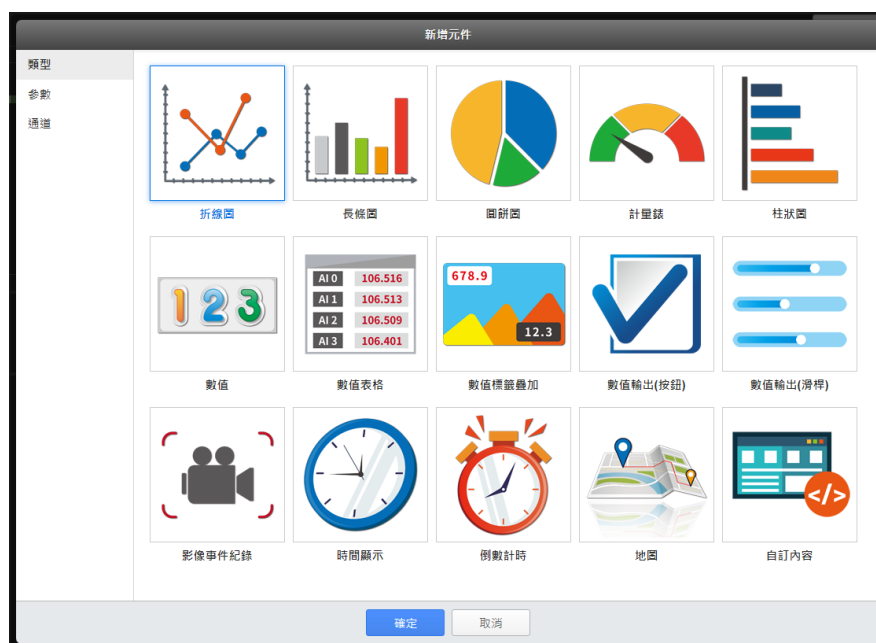 新增元件
類型
參數
通道
折線圖
長條圖
圓餅圖
計量錶
柱狀圖
123
AI 0 106.516
AI 1 106.513
AI 2 106.509
AI 3 106.401
678.9
12.3
數值
數值表格
數值標籤疊加
數值輸出(按鈕)
數值輸出(滑桿)
</>
影像事件紀錄
時間顯示
倒數計時
地圖
自訂內容
確定
取消